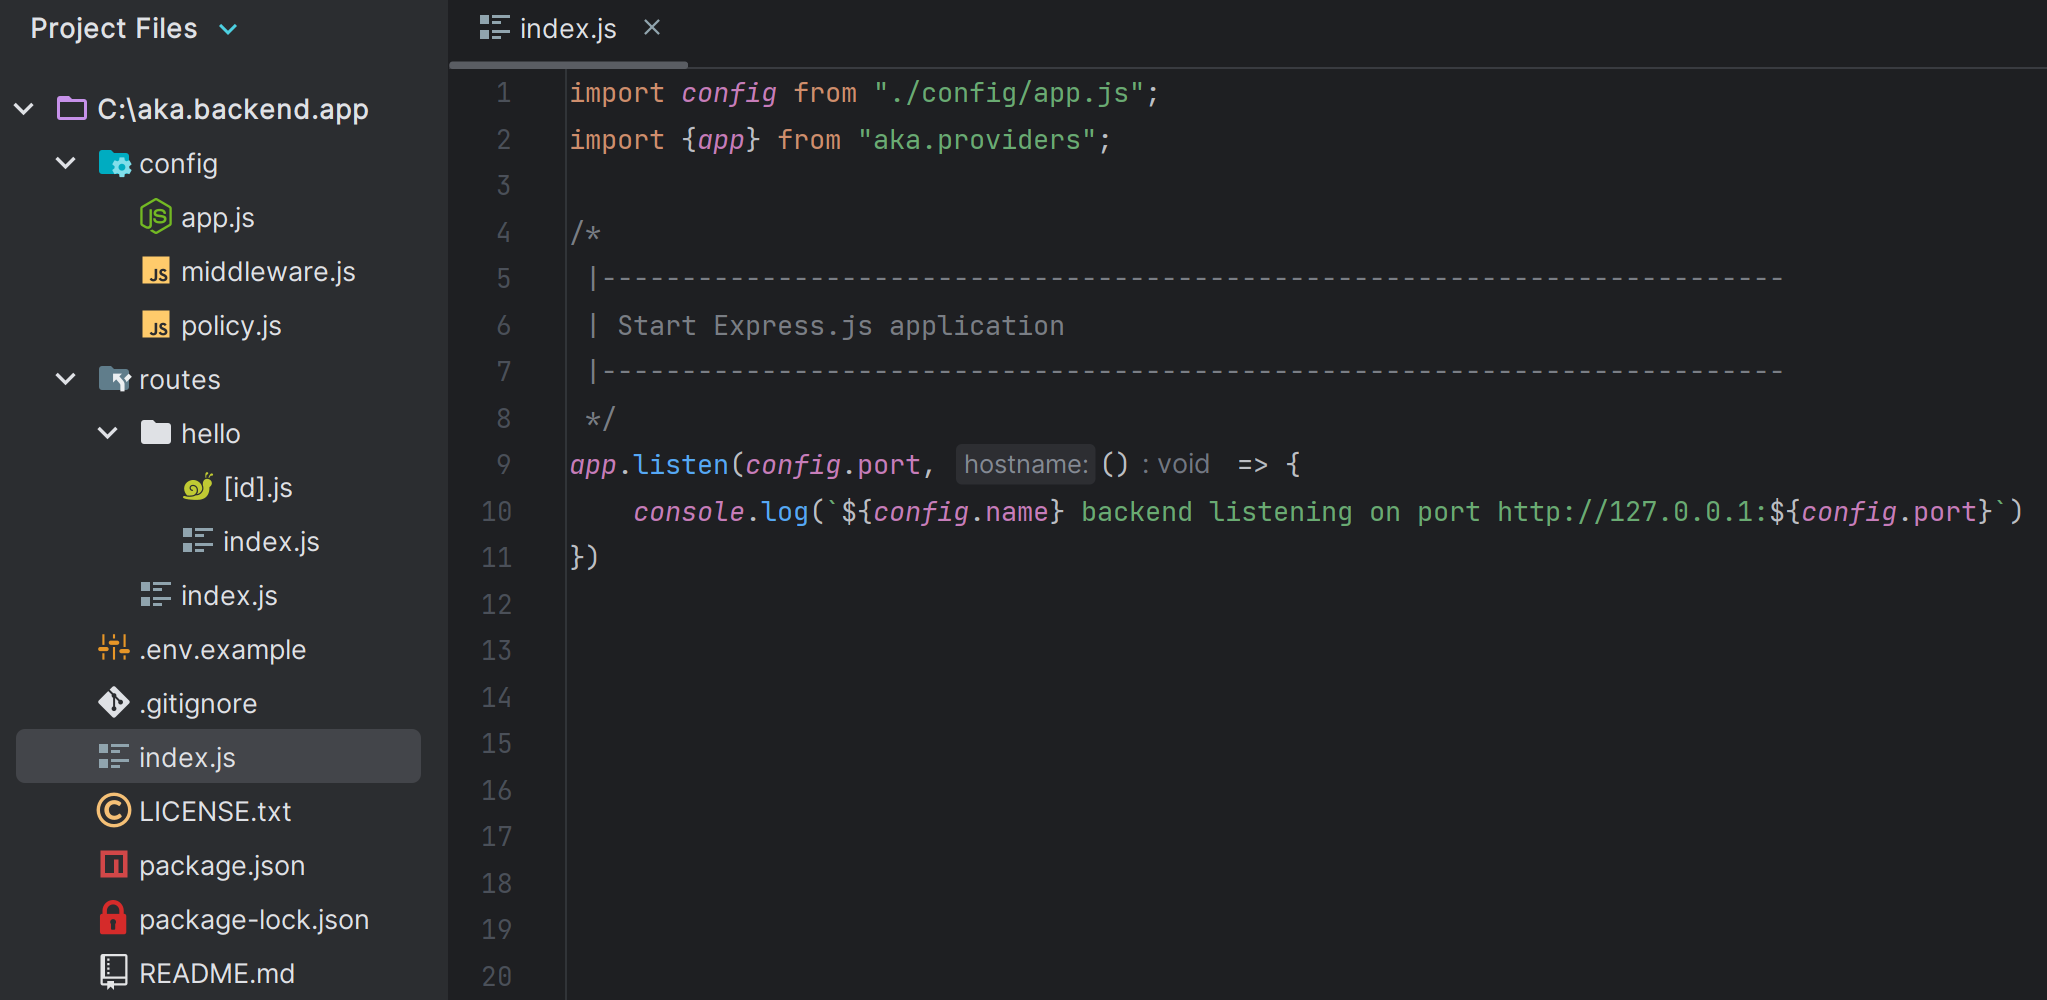 Project Files
C:\aka.backend.app
config
app.js
middleware.js
policy.js
routes
hello
[id].js
index.js
index.js
.env.example
.gitignore
index.js
LICENSE.txt
package.json
package-lock.json
README.md
index.js
1 import config from "./config/app.js";
2 import {app} from "aka.providers";
3
4 /*
5  |--------------------------------------------------------------------------
6  | Start Express.js application
7  |--------------------------------------------------------------------------
8  */
9 app.listen(config.port, hostname: () : void => {
10     console.log(`${config.name} backend listening on port http://127.0.0.1:${config.port}`)
11 })
12
13
14
15
16
17
18
19
20